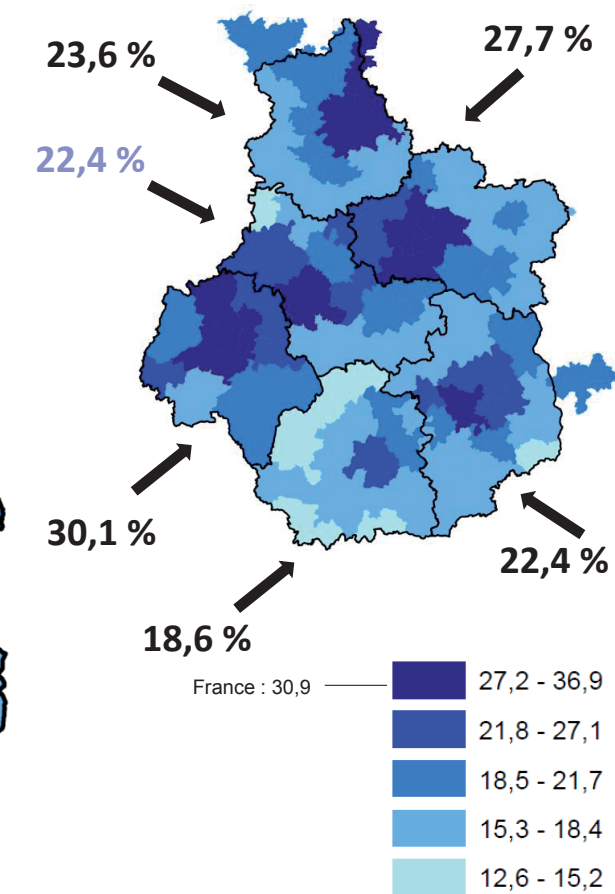 27,7 %
23,6 %
22,4 %
30,1 %
22,4 %
18,6 %
France : 30,9
27,2 - 36,9
21,8 - 27,1
18,5 - 21,7
15,3 - 18,4
12,6 - 15,2